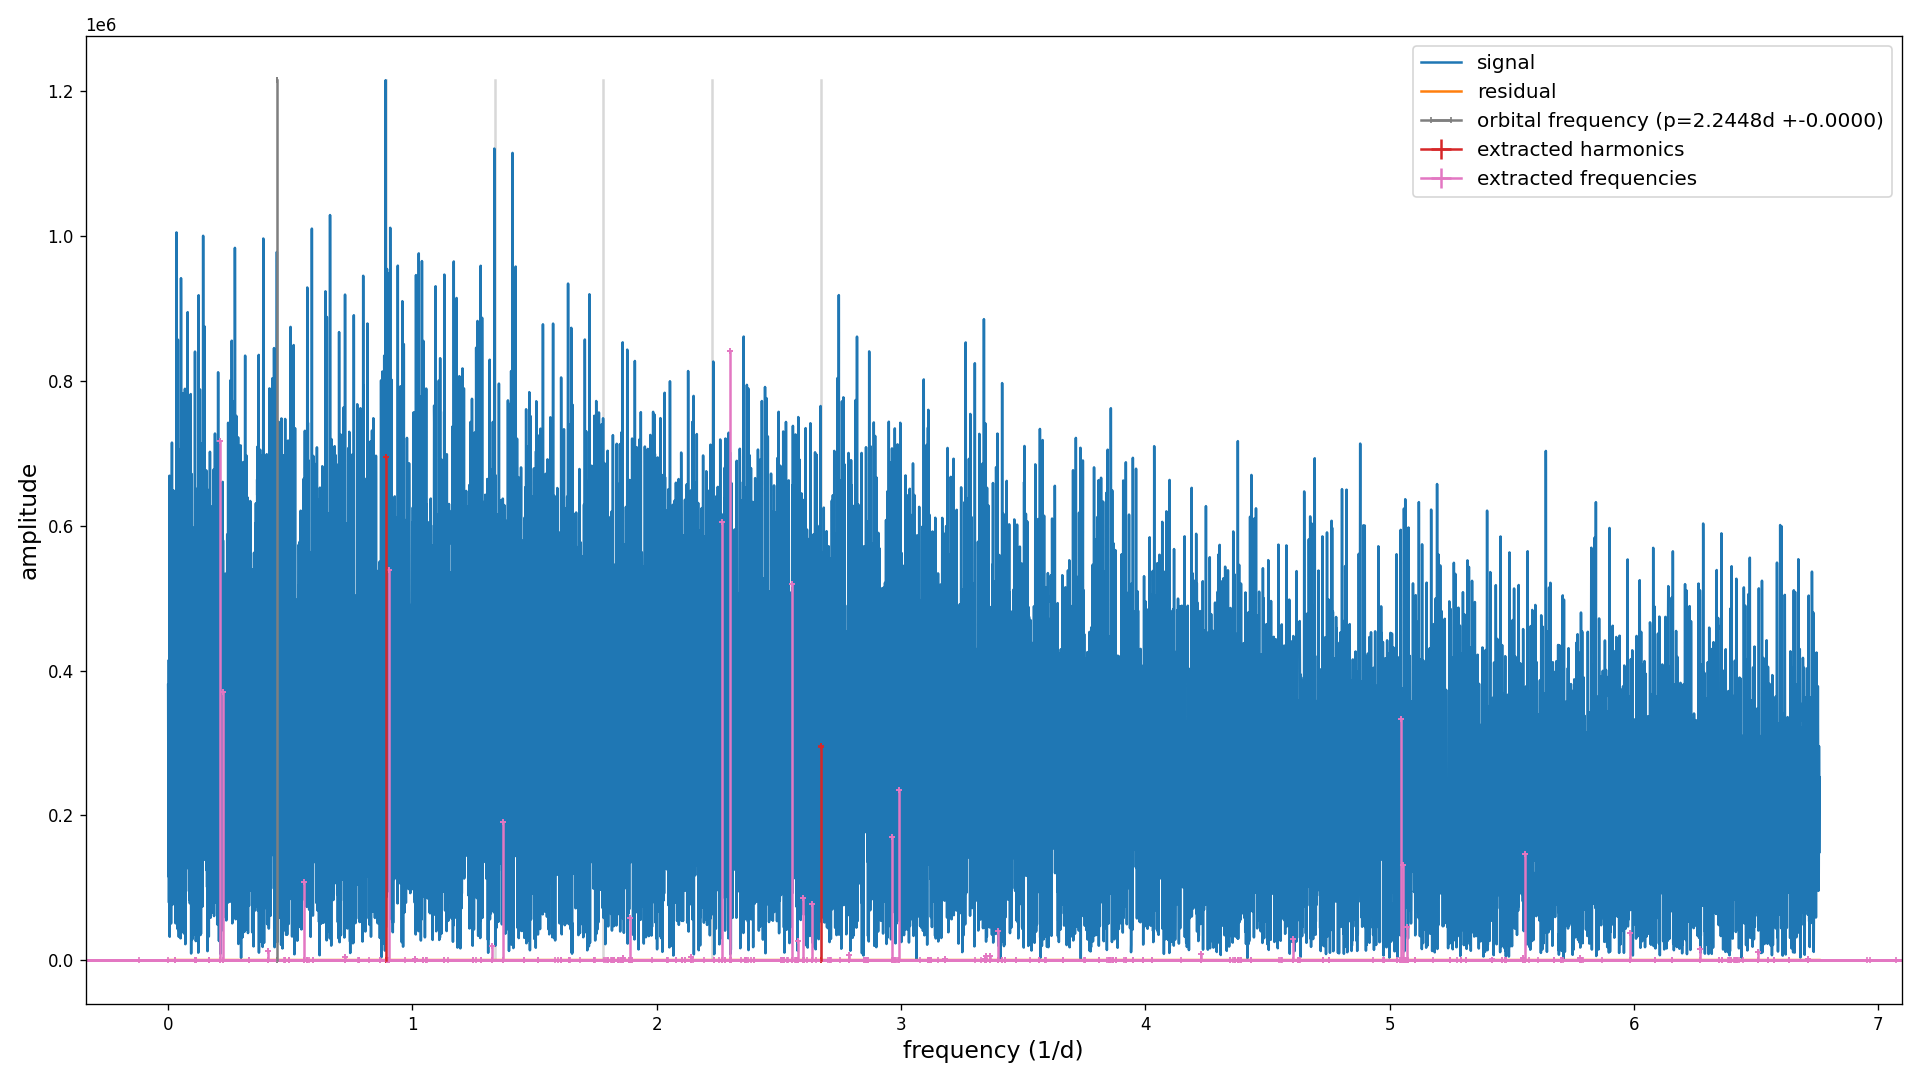 1e6
signal
residual
orbital frequency (p=2.2448d +-0.0000)
extracted harmonics
extracted frequencies
amplitude
1.2
1.0
0.8
0.6
0.4
0.2
0.0
0 1 2 3 4 5 6 7
frequency (1/d)